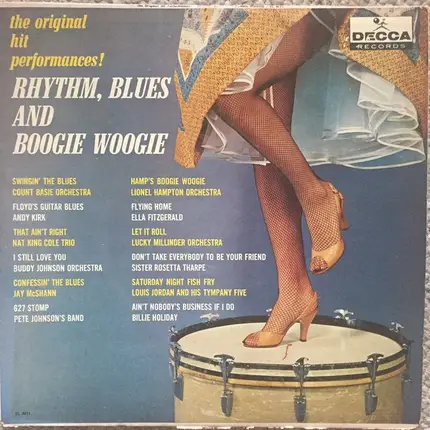 the original
hit
performances!
RHYTHM, BLUES
AND
BOOGIE WOOGIE
DECCA
RECORDS
SWINGIN' THE BLUES
COUNT BASIE ORCHESTRA
FLOYD'S GUITAR BLUES
ANDY KIRK
THAT AIN'T RIGHT
NAT KING COLE TRIO
I STILL LOVE YOU
BUDDY JOHNSON ORCHESTRA
CONFESSIN' THE BLUES
JAY McSHANN
627 STOMP
PETE JOHNSON'S BAND
HAMP'S BOOGIE WOOGIE
LIONEL HAMPTON ORCHESTRA
FLYING HOME
ELLA FITZGERALD
LET IT ROLL
LUCKY MILLINDER ORCHESTRA
DON'T TAKE EVERYBODY TO BE YOUR FRIEND
SISTER ROSETTA THARPE
SATURDAY NIGHT FISH FRY
LOUIS JORDAN AND HIS TYMPANY FIVE
AIN'T NOBODY'S BUSINESS IF I DO
BILLIE HOLIDAY